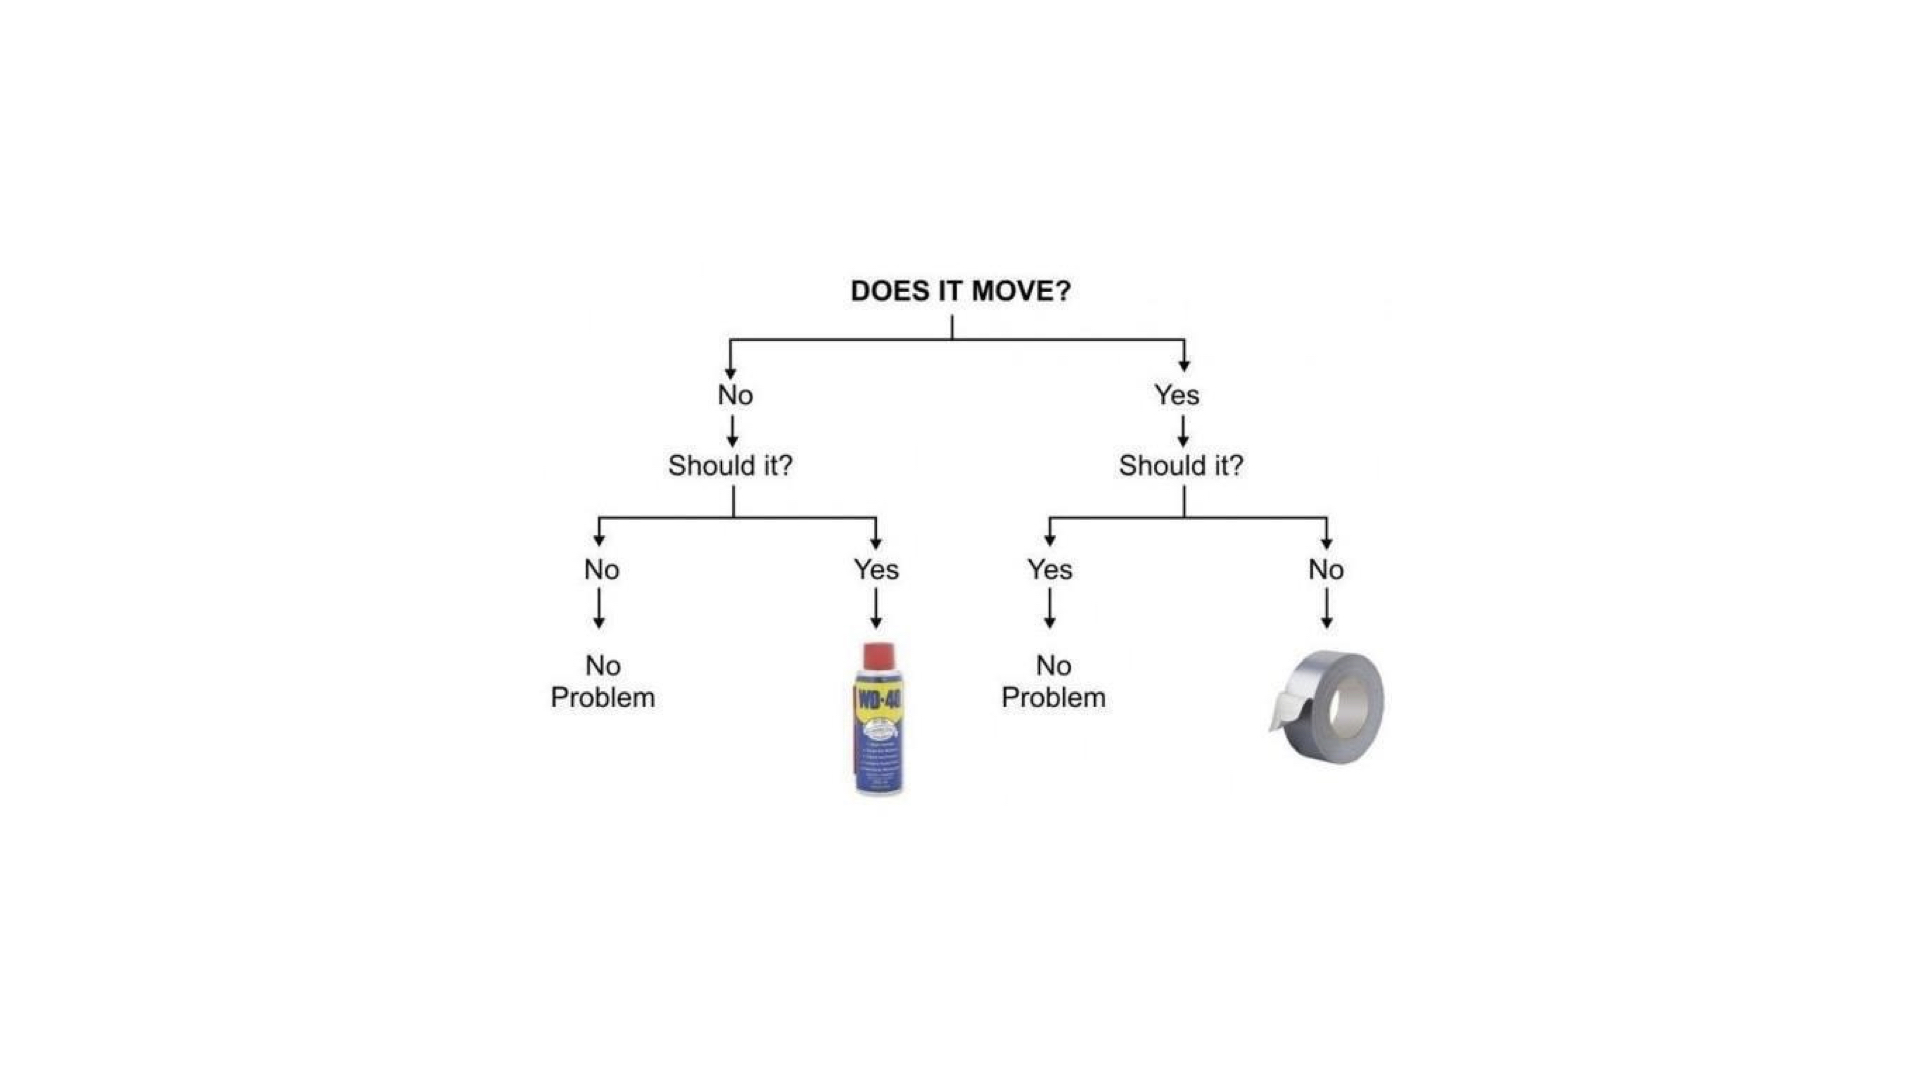 DOES IT MOVE?
No
Yes
Should it?
Should it?
No
Yes
Yes
No
No
Problem
No
Problem
WD-40